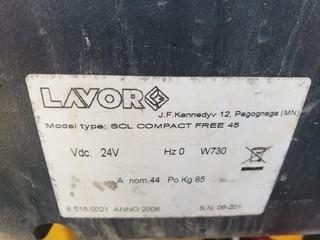 LAVOR
J.F.Kennedyv 12, Pegognaga (MN)
Model type: SCL COMPACT FREE 45
Vdc. 24V Hz 0 W730
A nom.44 Po Kg 85
8.515.0021 ANNO 2006 S.N. 06-201